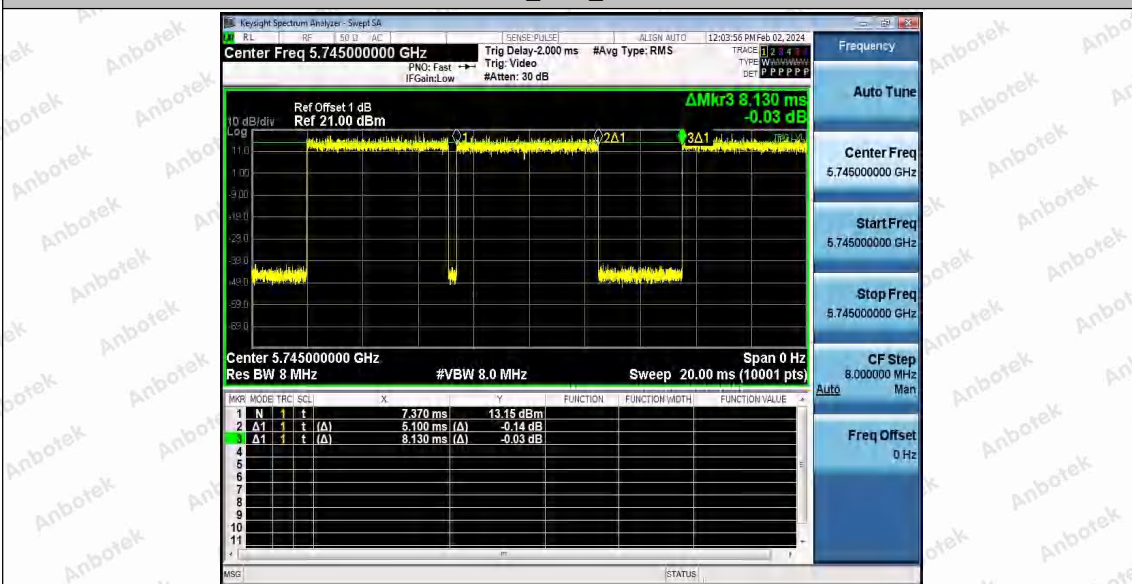 Keysight Spectrum Analyzer - Swept SA
RL RF 50 Ω AC SENSE:PULSE ALIGN AUTO 12:03:56 PM Feb 02, 2024
Center Freq 5.745000000 GHz
PNO: Fast
IFGain:Low
Trig Delay-2.000 ms
Trig: Video
#Atten: 30 dB
#Avg Type: RMS
TRACE 1 2 3 4
TYPE
DET P P P P P
Frequency
Auto Tune
Center Freq
5.745000000 GHz
Start Freq
5.745000000 GHz
Stop Freq
5.745000000 GHz
CF Step
8.000000 MHz
Auto Man
Freq Offset
0 Hz
ΔMkr3 8.130 ms
-0.03 dB
Ref Offset 1 dB
10 dB/div Ref 21.00 dBm
Log
1 2Δ1 3Δ1
11.0
1.00
-9.00
-19.0
-29.0
-39.0
-49.0
-59.0
-69.0
Center 5.745000000 GHz Span 0 Hz
Res BW 8 MHz #VBW 8.0 MHz Sweep 20.00 ms (10001 pts)
MKR MODE TRC SCL X Y FUNCTION FUNCTION WIDTH FUNCTION VALUE
1 N 1 t 7.370 ms 13.15 dBm
2 Δ1 1 t (Δ) 5.100 ms (Δ) -0.14 dB
3 Δ1 1 t (Δ) 8.130 ms (Δ) -0.03 dB
4
5
6
7
8
9
10
11
MSG STATUS
Anbotek